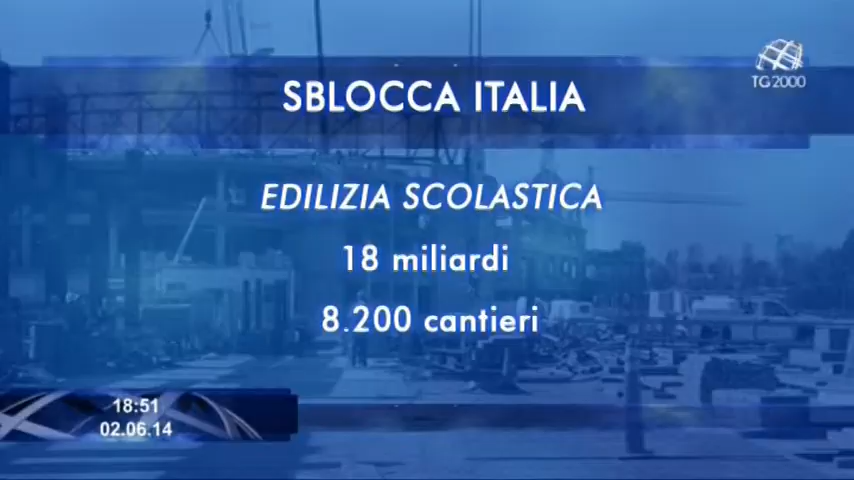 SBLOCCA ITALIA
TG2000
EDILIZIA SCOLASTICA
18 miliardi
8.200 cantieri
18:51
02.06.14